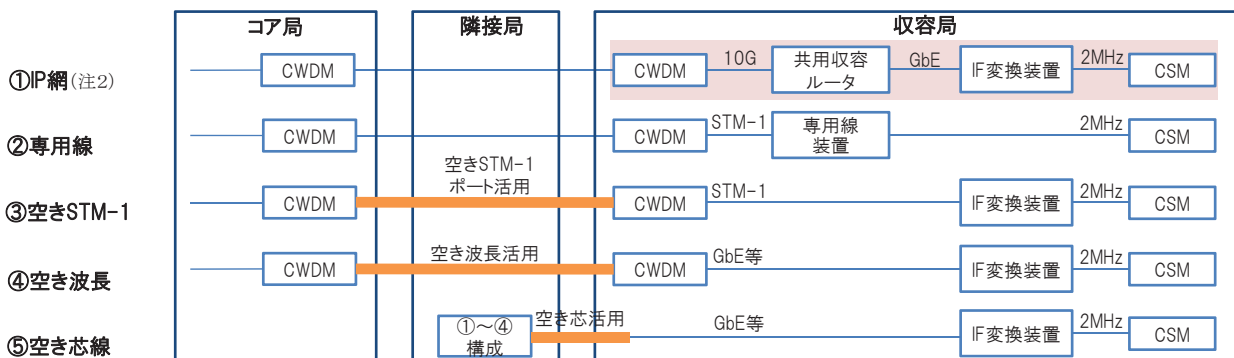 コア局
隣接局
収容局
①IP網(注2)
CWDM
CWDM
10G
共用収容
ルータ
GbE
IF変換装置
2MHz
CSM
②専用線
CWDM
CWDM
STM-1
専用線
装置
2MHz
CSM
③空きSTM-1
CWDM
空きSTM-1
ポート活用
CWDM
STM-1
IF変換装置
2MHz
CSM
④空き波長
CWDM
空き波長活用
CWDM
GbE等
IF変換装置
2MHz
CSM
⑤空き芯線
①～④
構成
空き芯活用
GbE等
IF変換装置
2MHz
CSM